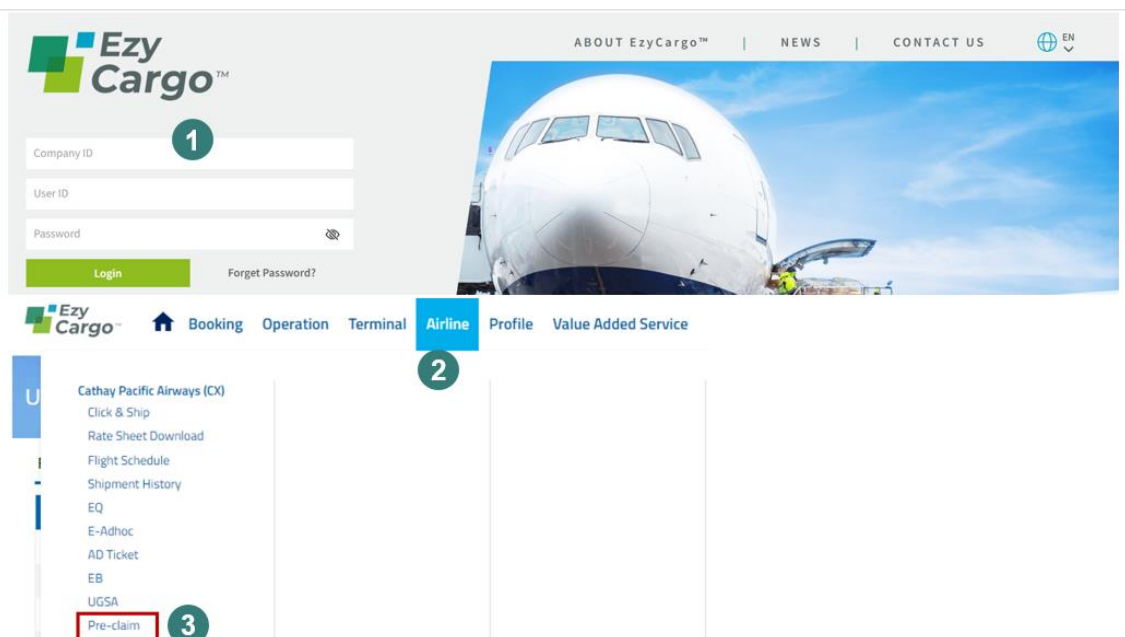 Ezy
Cargo™
ABOUT EzyCargo™ | NEWS | CONTACT US EN
1
Company ID
User ID
Password
Login Forget Password?
Ezy
Cargo™ Booking Operation Terminal Airline Profile Value Added Service
2
U
Cathay Pacific Airways (CX)
Click & Ship
Rate Sheet Download
Flight Schedule
Shipment History
EQ
E-Adhoc
AD Ticket
EB
UGSA
Pre-claim 3